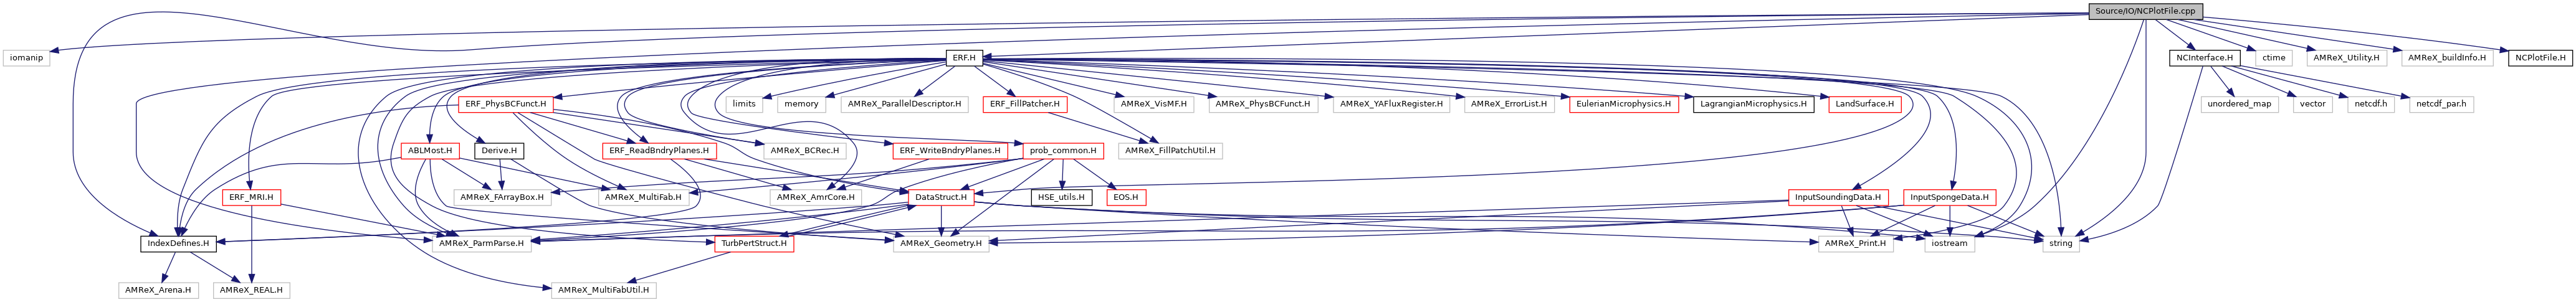 Source/IO/NCPlotFile.cpp
iomanip
ERF.H
NCInterface.H
ctime
AMReX_Utility.H
AMReX_buildInfo.H
NCPlotFile.H
ERF_PhysBCFunct.H
limits
memory
AMReX_ParallelDescriptor.H
ERF_FillPatcher.H
AMReX_VisMF.H
AMReX_PhysBCFunct.H
AMReX_YAFluxRegister.H
AMReX_ErrorList.H
EulerianMicrophysics.H
LagrangianMicrophysics.H
LandSurface.H
unordered_map
vector
netcdf.h
netcdf_par.h
ABLMost.H
Derive.H
ERF_ReadBndryPlanes.H
AMReX_BCRec.H
ERF_WriteBndryPlanes.H
prob_common.H
AMReX_FillPatchUtil.H
ERF_MRI.H
AMReX_FArrayBox.H
AMReX_MultiFab.H
AMReX_AmrCore.H
DataStruct.H
HSE_utils.H
EOS.H
InputSoundingData.H
InputSpongeData.H
IndexDefines.H
AMReX_ParmParse.H
TurbPertStruct.H
AMReX_Geometry.H
AMReX_Print.H
iostream
string
AMReX_Arena.H
AMReX_REAL.H
AMReX_MultiFabUtil.H